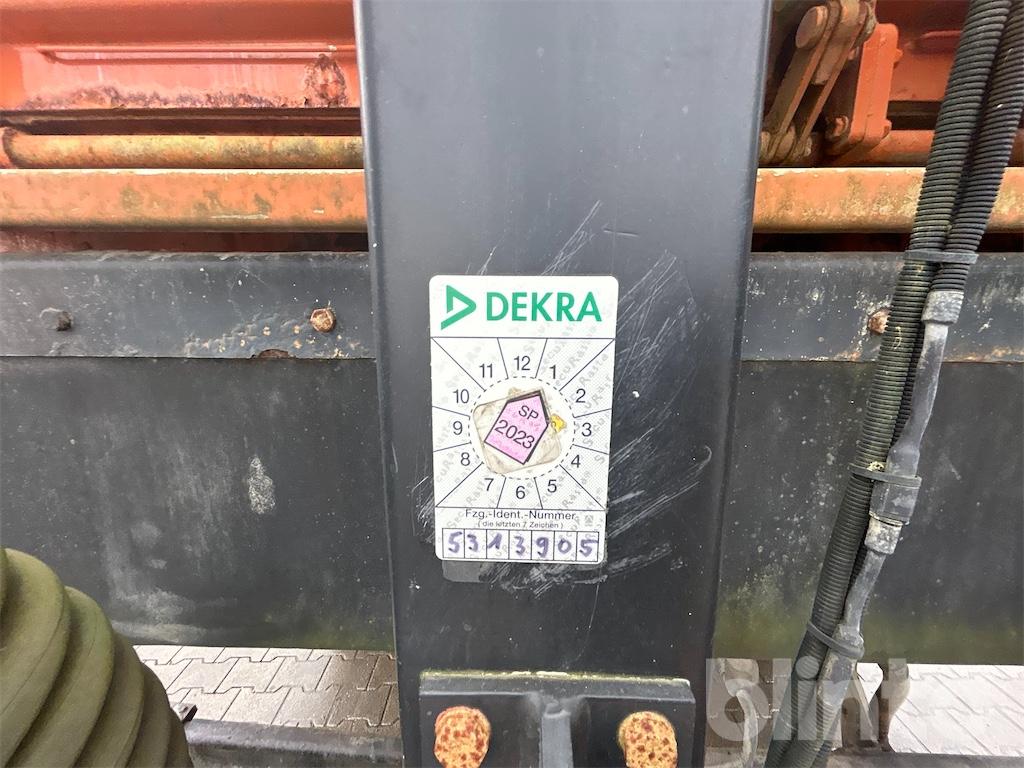 DEKRA
11 12 1
10 2
9 3
8 4
7 6 5
SP
2023
Fzg.-Ident.-Nummer
(die letzten 7 Zeichen)
5313905
blinto